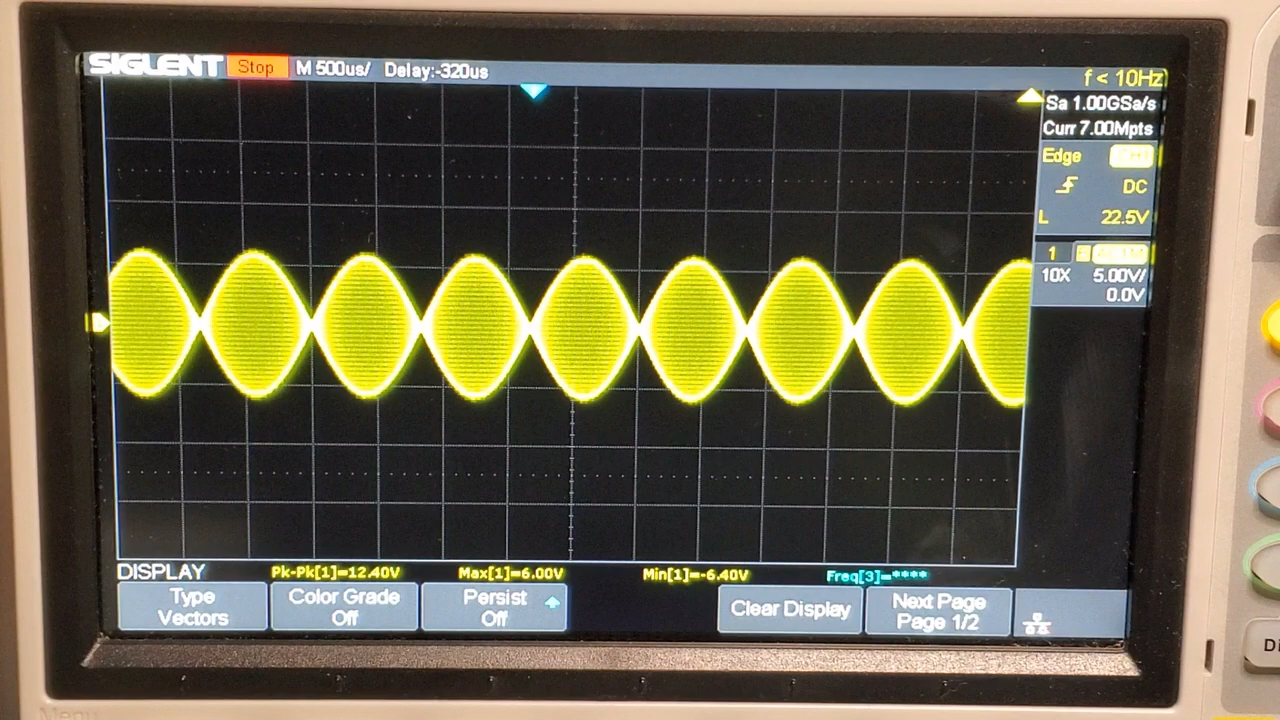 SIGLENT Stop M 500us/ Delay:-320us
f < 10Hz
Sa 1.00GSa/s
Curr 7.00Mpts
Edge CH1
DC
L 22.5V
1
10X 5.00V/
0.0V
DISPLAY Pk-Pk[1]=12.40V Max[1]=6.00V Min[1]=-6.40V Freq[3]=****
Type
Vectors
Color Grade
Off
Persist
Off
Clear Display
Next Page
Page 1/2
Menu